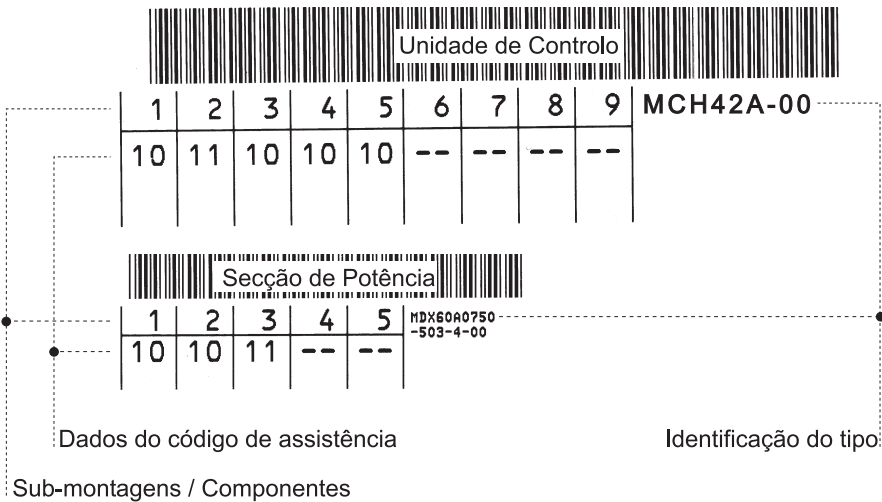 Unidade de Controlo
1 2 3 4 5 6 7 8 9 MCH42A-00
10 11 10 10 10 -- -- -- --
Secção de Potência
1 2 3 4 5 MDX60A0750
-503-4-00
10 10 11 -- --
Dados do código de assistência
Identificação do tipo
Sub-montagens / Componentes